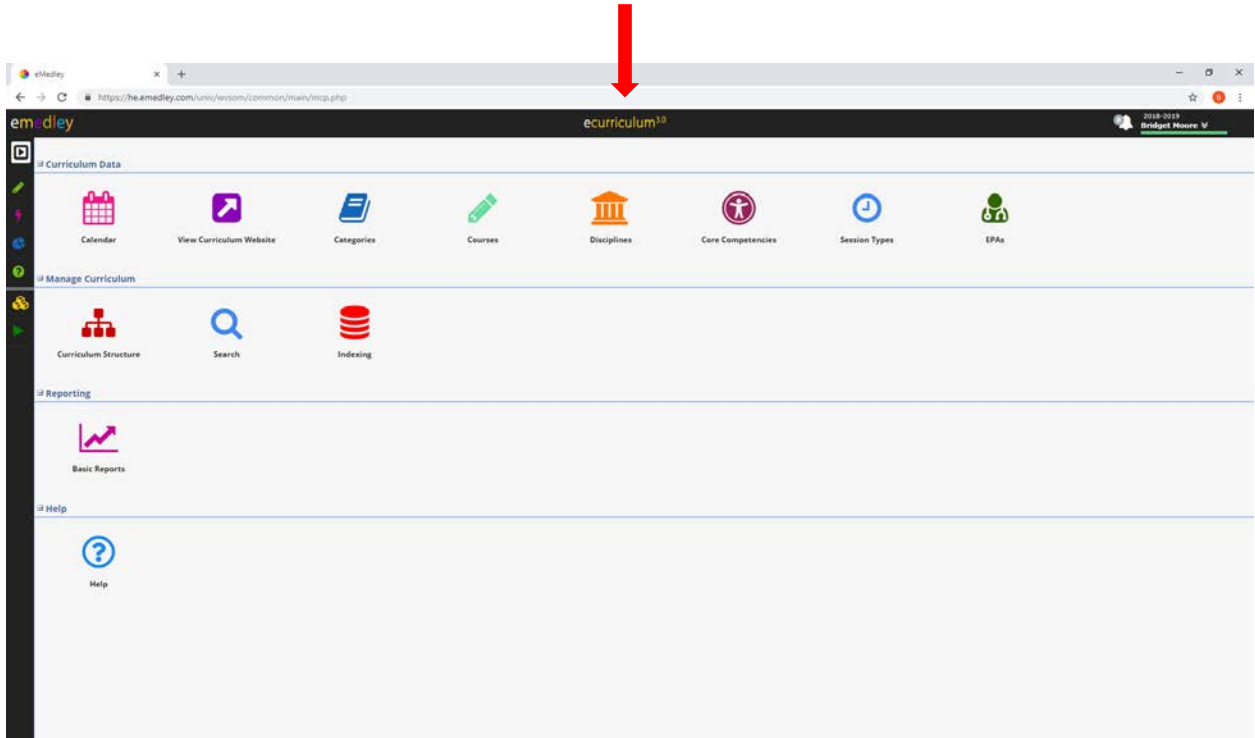 eMedley
https://he.emedley.com/univ/wvsom/common/main/mcp.php
emedley
ecurriculum3.0
2018-2019
Bridget Moore
Curriculum Data
Calendar
View Curriculum Website
Categories
Courses
Disciplines
Core Competencies
Session Types
EPAs
Manage Curriculum
Curriculum Structure
Search
Indexing
Reporting
Basic Reports
Help
Help